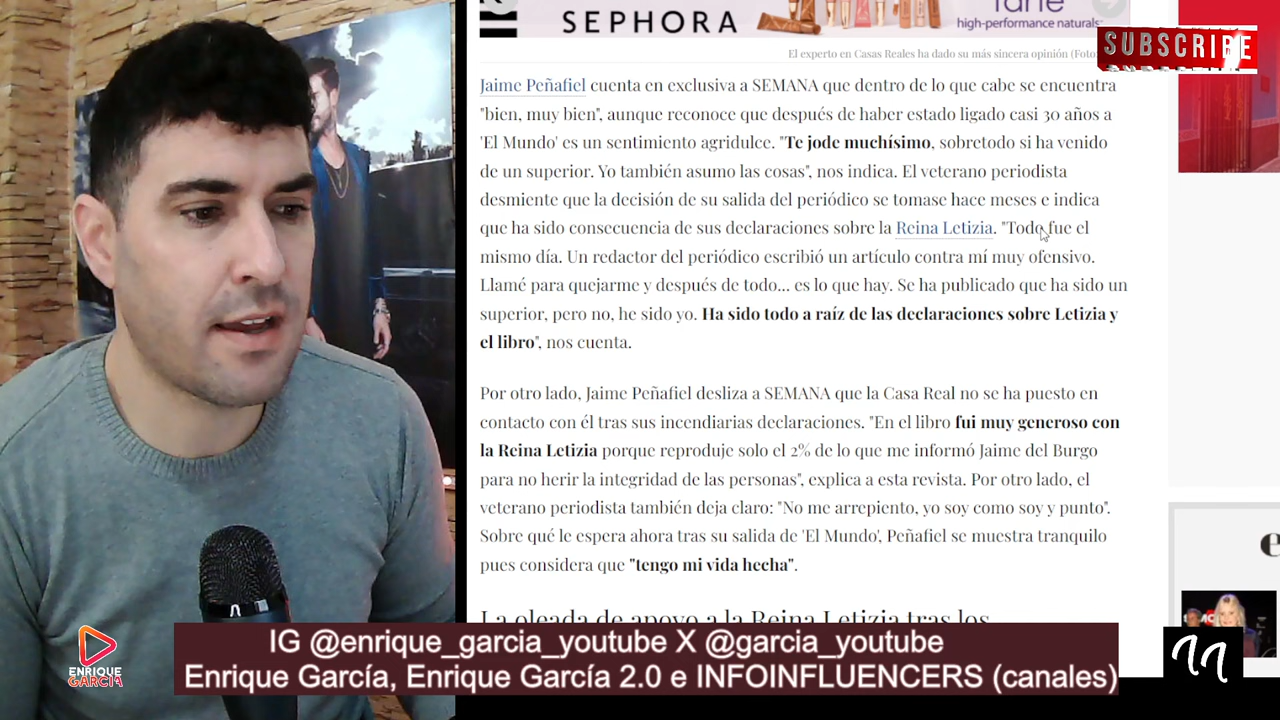 SEPHORA
high-performance naturals
SUBSCRIBE
El experto en Casas Reales ha dado su más sincera opinión (Foto
Jaime Peñafiel cuenta en exclusiva a SEMANA que dentro de lo que cabe se encuentra
"bien, muy bien", aunque reconoce que después de haber estado ligado casi 30 años a
'El Mundo' es un sentimiento agridulce. "Te jode muchísimo, sobretodo si ha venido
de un superior. Yo también asumo las cosas", nos indica. El veterano periodista
desmiente que la decisión de su salida del periódico se tomase hace meses e indica
que ha sido consecuencia de sus declaraciones sobre la Reina Letizia. "Todo fue el
mismo día. Un redactor del periódico escribió un artículo contra mí muy ofensivo.
Llamé para quejarme y después de todo... es lo que hay. Se ha publicado que ha sido un
superior, pero no, he sido yo. Ha sido todo a raíz de las declaraciones sobre Letizia y
el libro", nos cuenta.
Por otro lado, Jaime Peñafiel desliza a SEMANA que la Casa Real no se ha puesto en
contacto con él tras sus incendiarias declaraciones. "En el libro fui muy generoso con
la Reina Letizia porque reproduje solo el 2% de lo que me informó Jaime del Burgo
para no herir la integridad de las personas", explica a esta revista. Por otro lado, el
veterano periodista también deja claro: "No me arrepiento, yo soy como soy y punto".
Sobre qué le espera ahora tras su salida de 'El Mundo', Peñafiel se muestra tranquilo
pues considera que "tengo mi vida hecha".
La oleada de apoyo a la Reina Letizia tras los
IG @enrique_garcia_youtube X @garcia_youtube
Enrique García, Enrique García 2.0 e INFOINFLUENCERS (canales)
ENRIQUE
GARCÍA